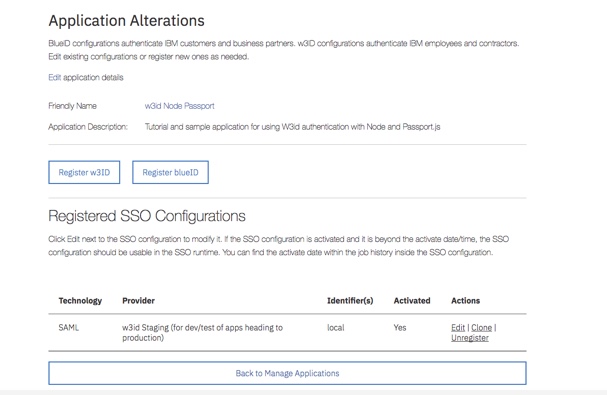 Application Alterations
BlueID configurations authenticate IBM customers and business partners. w3ID configurations authenticate IBM employees and contractors.
Edit existing configurations or register new ones as needed.
Edit application details
Friendly Name w3id Node Passport
Application Description: Tutorial and sample application for using W3id authentication with Node and Passport.js
Register w3ID Register blueID
Registered SSO Configurations
Click Edit next to the SSO configuration to modify it. If the SSO configuration is activated and it is beyond the activate date/time, the SSO
configuration should be usable in the SSO runtime. You can find the activate date within the job history inside the SSO configuration.
Technology Provider Identifier(s) Activated Actions
SAML w3id Staging (for dev/test of apps heading to local Yes Edit | Clone |
production) Unregister
Back to Manage Applications